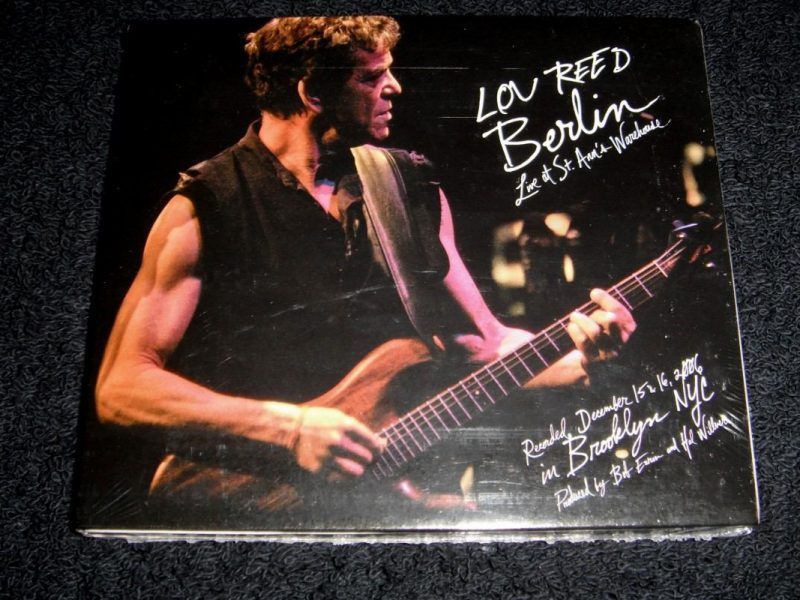 LOU REED
Berlin
Live at St. Ann's Warehouse
Recorded December 15 & 16, 2006
in Brooklyn NYC
Produced by Bob Ezrin and Hal Willner